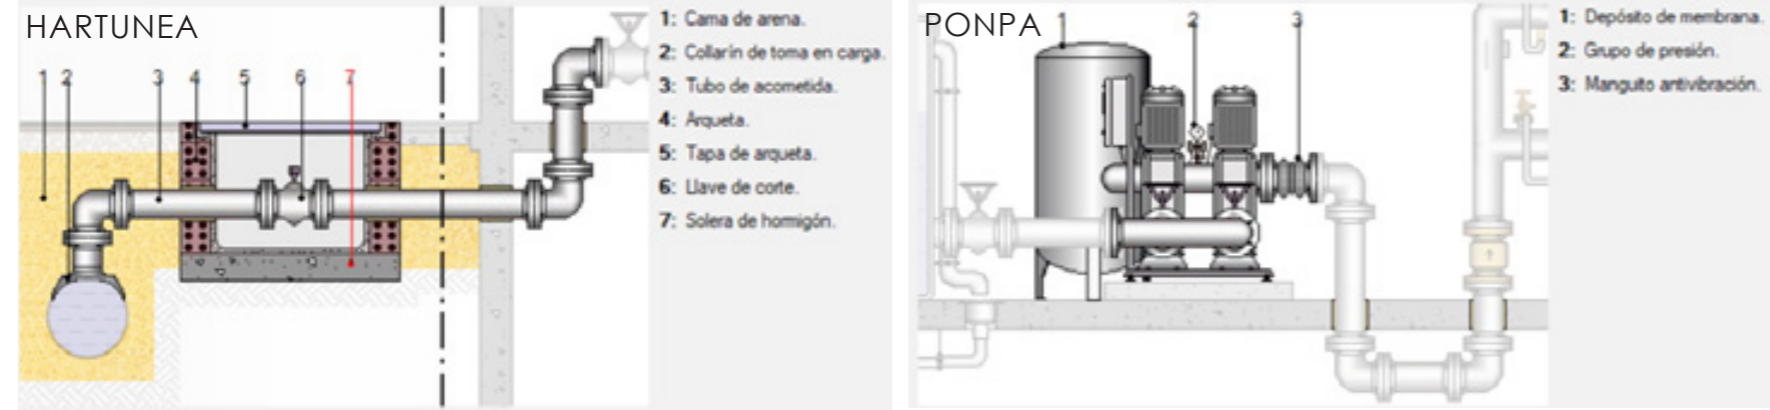 HARTUNEA
1 2 3 4 5 6 7
1: Cama de arena.
2: Collarín de toma en carga.
3: Tubo de acometida.
4: Arqueta.
5: Tapa de arqueta.
6: Llave de corte.
7: Solera de hormigón.
PONPA
1 2 3
1: Depósito de membrana.
2: Grupo de presión.
3: Manguito antivibración.